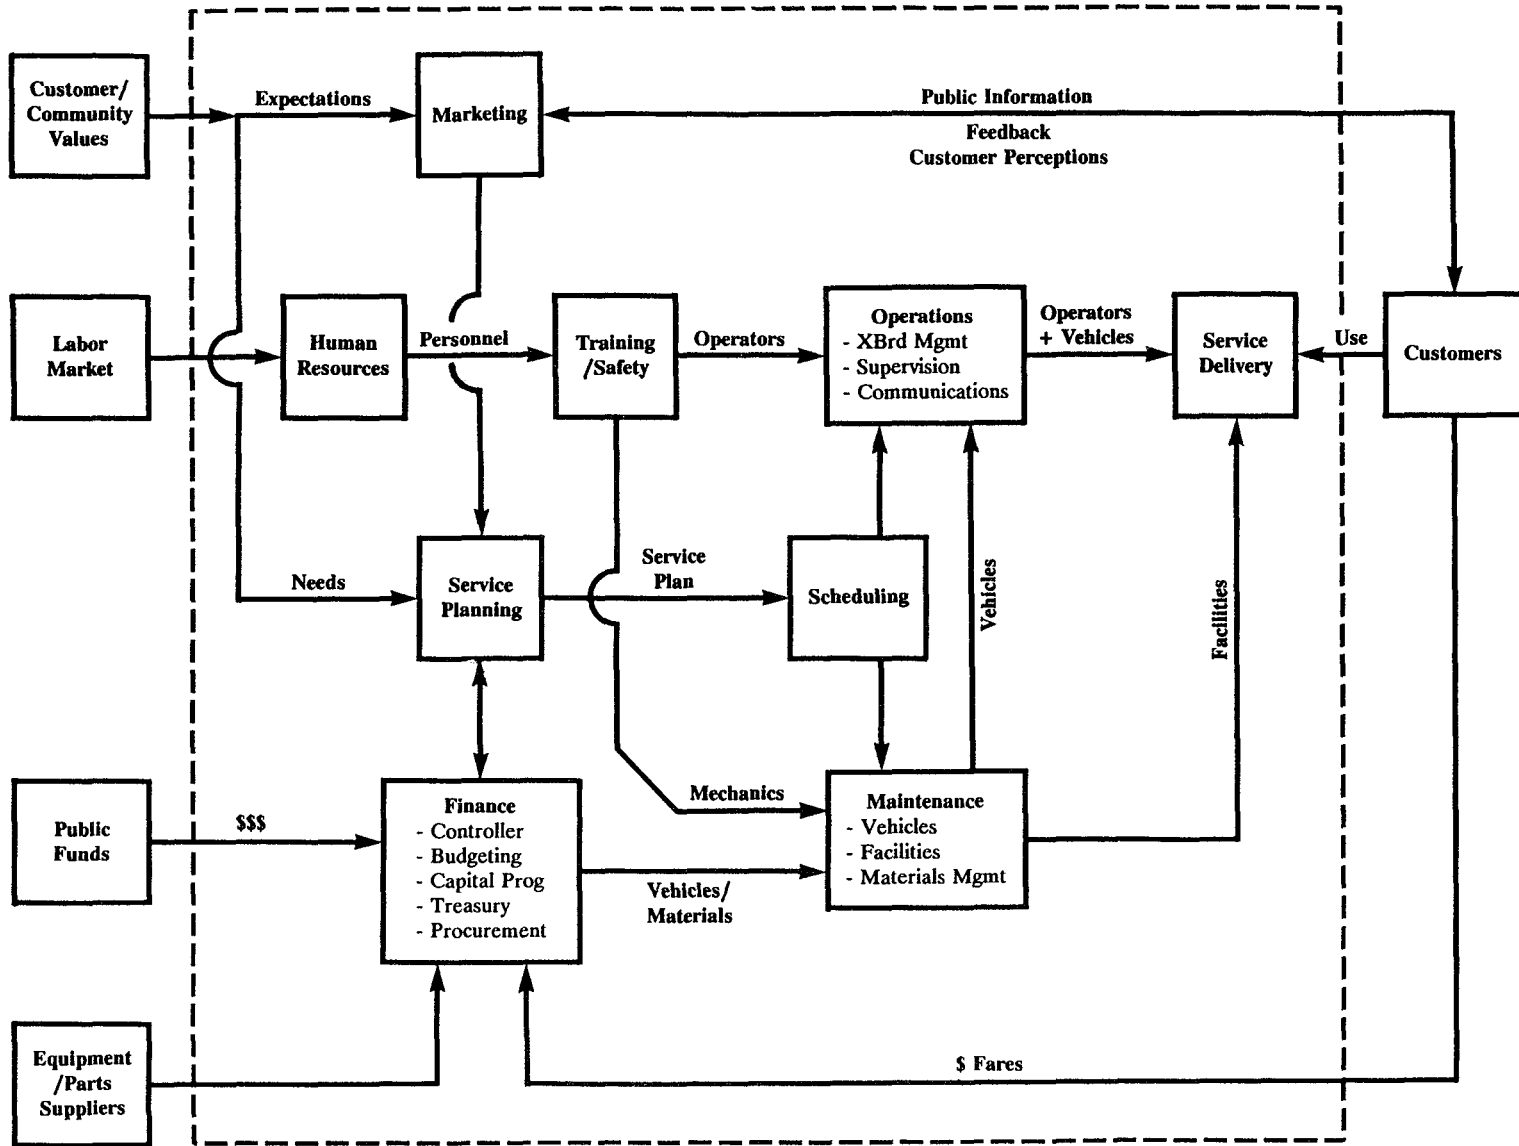 Customer/
Community
Values
Expectations
Marketing
Public Information
Feedback
Customer Perceptions
Labor
Market
Human
Resources
Personnel
Training
/Safety
Operators
Operations
- XBrd Mgmt
- Supervision
- Communications
Operators
+ Vehicles
Service
Delivery
Use
Customers
Needs
Service
Planning
Service
Plan
Scheduling
Vehicles
Facilities
Public
Funds
$$$
Finance
- Controller
- Budgeting
- Capital Prog
- Treasury
- Procurement
Mechanics
Vehicles/
Materials
Maintenance
- Vehicles
- Facilities
- Materials Mgmt
Equipment
/Parts
Suppliers
$ Fares